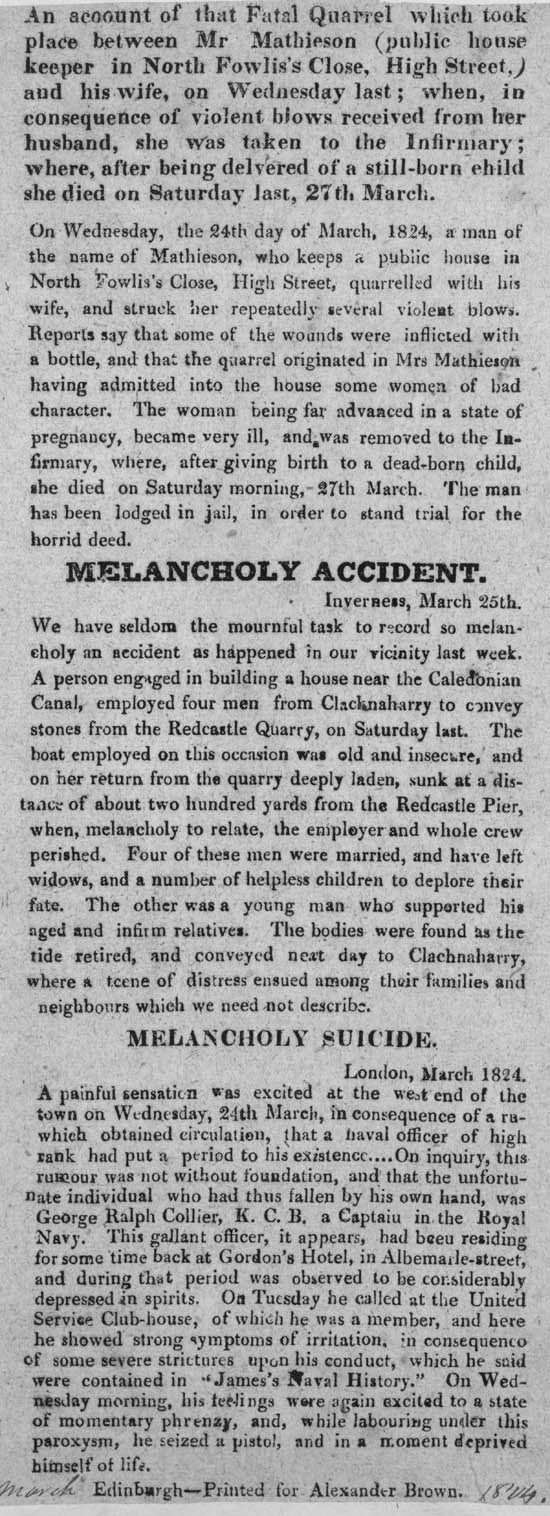 An account of that Fatal Quarrel which took
place between Mr Mathieson (public house
keeper in North Fowlis's Close, High Street,)
and his wife, on Wednesday last; when, in
consequence of violent blows received from her
husband, she was taken to the Infirmary;
where, after being delvered of a still-born ehild
she died on Saturday last, 27th March.
On Wednesday, the 24th day of March, 1824, a man of
the name of Mathieson, who keeps a public house in
North Fowlis's Close, High Street, quarrelled with his
wife, and struck her repeatedly several violent blows.
Reports say that some of the wounds were inflicted with
a bottle, and that the quarrel originated in Mrs Mathieson
having admitted into the house some women of bad
character. The woman being far advanced in a state of
pregnancy, became very ill, and was removed to the In-
firmary, where, after giving birth to a dead-born child,
she died on Saturday morning, 27th March. The man
has been lodged in jail, in order to stand trial for the
horrid deed.
MELANCHOLY ACCIDENT.
Inverness, March 25th.
We have seldom the mournful task to record so melan-
choly an accident as happened in our vicinity last week.
A person engaged in building a house near the Caledonian
Canal, employed four men from Clacknaharry to convey
stones from the Redcastle Quarry, on Saturday last. The
boat employed on this occasion was old and insecure, and
on her return from the quarry deeply laden, sunk at a dis-
tance of about two hundred yards from the Redcastle Pier,
when, melancholy to relate, the employer and whole crew
perished. Four of these men were married, and have left
widows, and a number of helpless children to deplore their
fate. The other was a young man who supported his
aged and infirm relatives. The bodies were found as the
tide retired, and conveyed next day to Clachnaharry,
where a tcene of distress ensued among their families and
neighbours which we need not describe.
MELANCHOLY SUICIDE.
London, March 1824.
A painful sensation was excited at the west end of the
town on Wednesday, 24th March, in consequence of a ru-
which obtained circulation, that a naval officer of high
rank had put a period to his existence....On inquiry, this
rumour was not without foundation, and that the unfortu-
nate individual who had thus fallen by his own hand, was
George Ralph Collier, K. C. B. a Captaiu in the Royal
Navy. This gallant officer, it appears, had beeu residing
for some time back at Gordon's Hotel, in Albemarle-street,
and during that period was observed to be considerably
depressed in spirits. On Tuesday he called at the United
Service Club-house, of which he was a member, and here
he showed strong symptoms of irritation, in consequence
of some severe strictures upon his conduct, which he said
were contained in "James's Naval History." On Wed-
nesday morning, his feelings were again excited to a state
of momentary phrenzy, and, while labouring under this
paroxysm, he seized a pistol, and in a moment deprived
himself of life.
March Edinburgh—Printed for Alexander Brown. 1824.